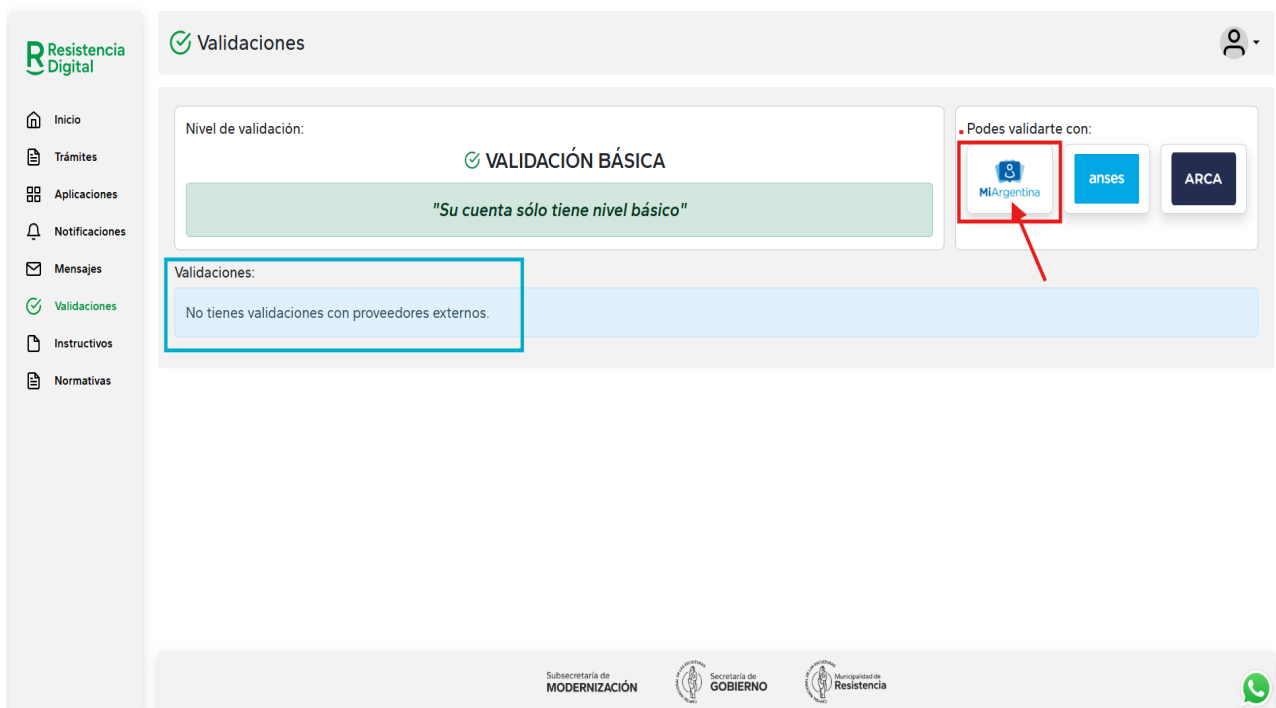 Resistencia
Digital
Inicio
Trámites
Aplicaciones
Notificaciones
Mensajes
Validaciones
Instructivos
Normativas
Validaciones
Nivel de validación:
VALIDACIÓN BÁSICA
"Su cuenta sólo tiene nivel básico"
Podes validarte con:
MiArgentina
anses
ARCA
Validaciones:
No tienes validaciones con proveedores externos.
Subsecretaría de
MODERNIZACIÓN
Secretaría de
GOBIERNO
Municipalidad de
Resistencia